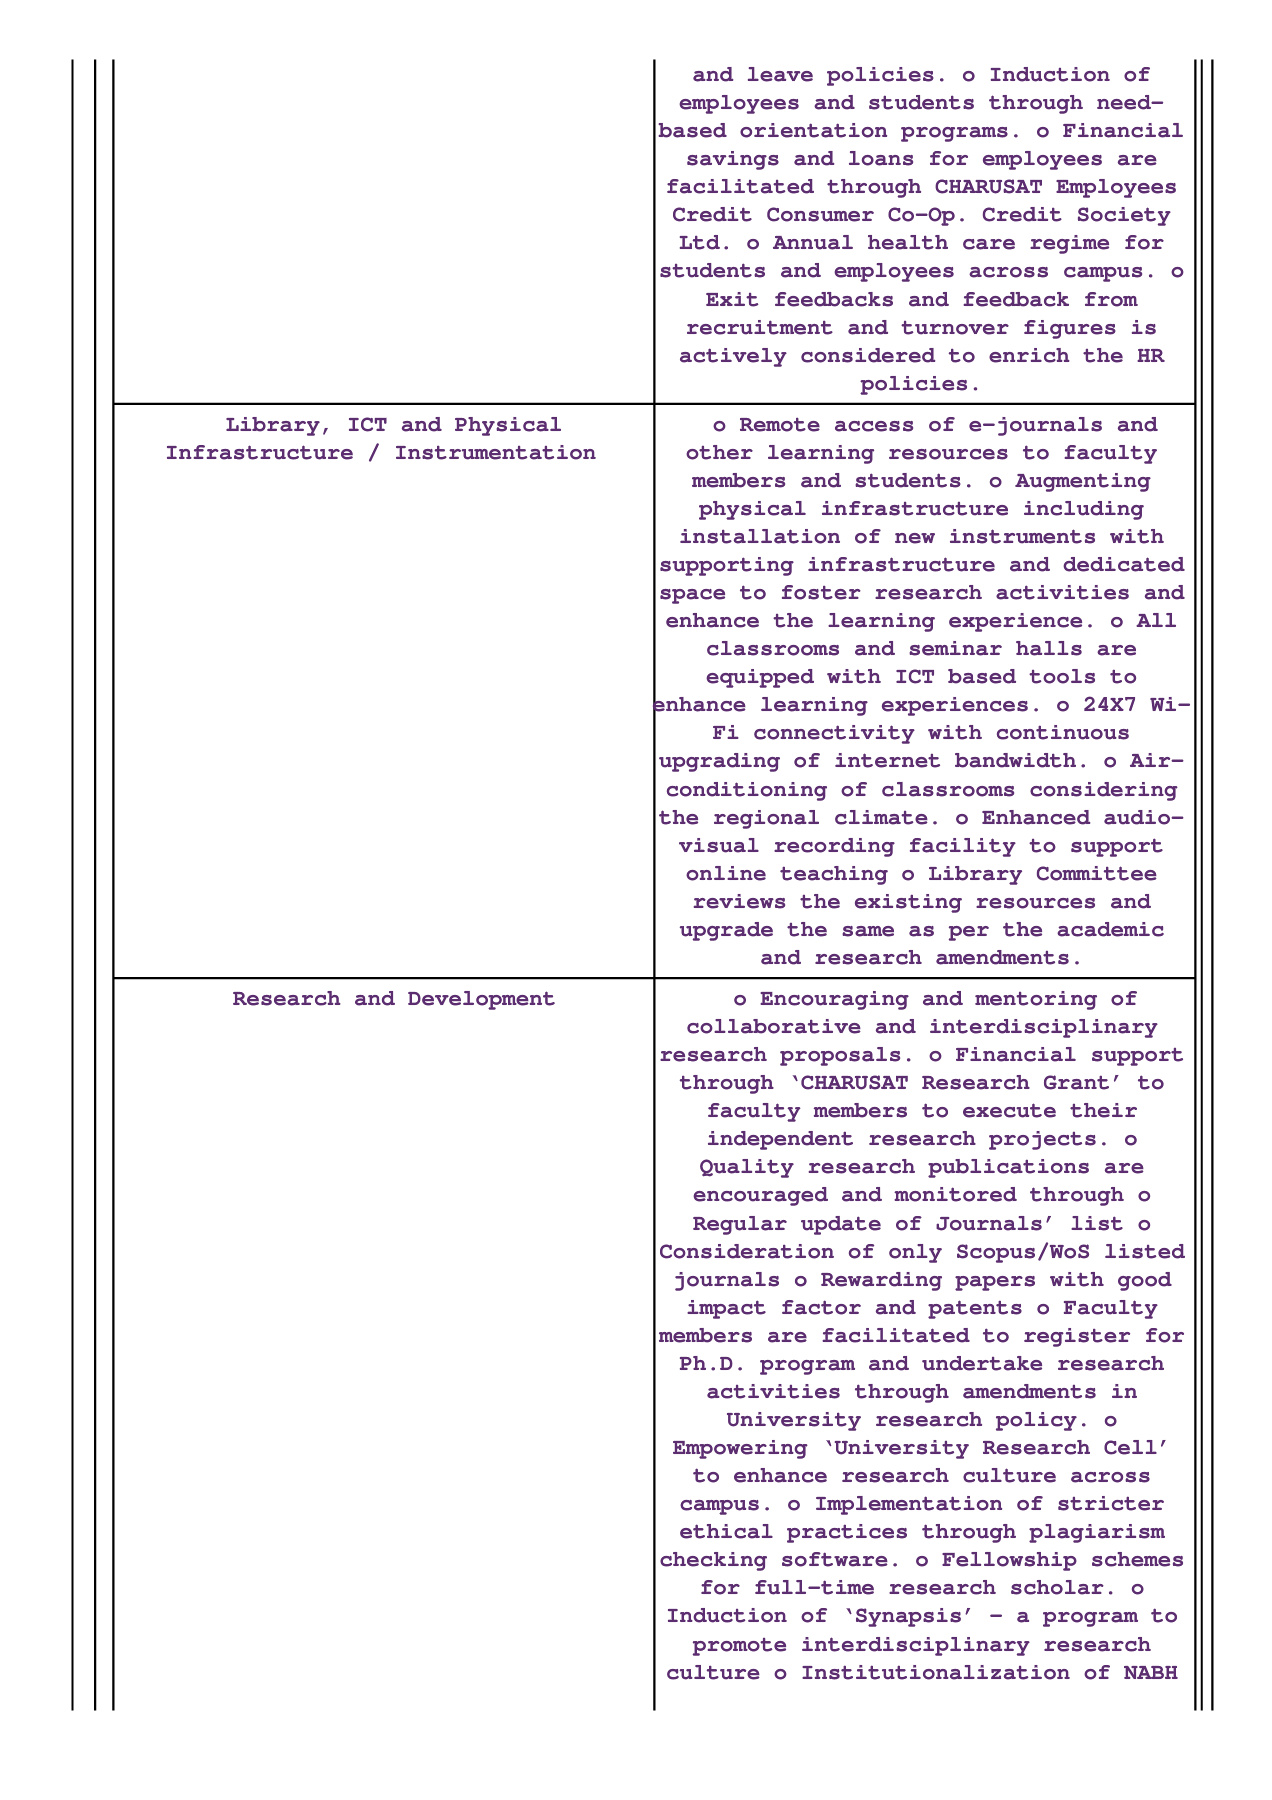 and leave policies. o Induction of
employees and students through need-
based orientation programs. o Financial
savings and loans for employees are
facilitated through CHARUSAT Employees
Credit Consumer Co-Op. Credit Society
Ltd. o Annual health care regime for
students and employees across campus. o
Exit feedbacks and feedback from
recruitment and turnover figures is
actively considered to enrich the HR
policies.
Library, ICT and Physical
Infrastructure / Instrumentation
o Remote access of e-journals and
other learning resources to faculty
members and students. o Augmenting
physical infrastructure including
installation of new instruments with
supporting infrastructure and dedicated
space to foster research activities and
enhance the learning experience. o All
classrooms and seminar halls are
equipped with ICT based tools to
enhance learning experiences. o 24X7 Wi-
Fi connectivity with continuous
upgrading of internet bandwidth. o Air-
conditioning of classrooms considering
the regional climate. o Enhanced audio-
visual recording facility to support
online teaching o Library Committee
reviews the existing resources and
upgrade the same as per the academic
and research amendments.
Research and Development
o Encouraging and mentoring of
collaborative and interdisciplinary
research proposals. o Financial support
through ‛CHARUSAT Research Grant’ to
faculty members to execute their
independent research projects. o
Quality research publications are
encouraged and monitored through o
Regular update of Journals’ list o
Consideration of only Scopus/WoS listed
journals o Rewarding papers with good
impact factor and patents o Faculty
members are facilitated to register for
Ph.D. program and undertake research
activities through amendments in
University research policy. o
Empowering ‛University Research Cell’
to enhance research culture across
campus. o Implementation of stricter
ethical practices through plagiarism
checking software. o Fellowship schemes
for full-time research scholar. o
Induction of ‛Synapsis’ – a program to
promote interdisciplinary research
culture o Institutionalization of NABH